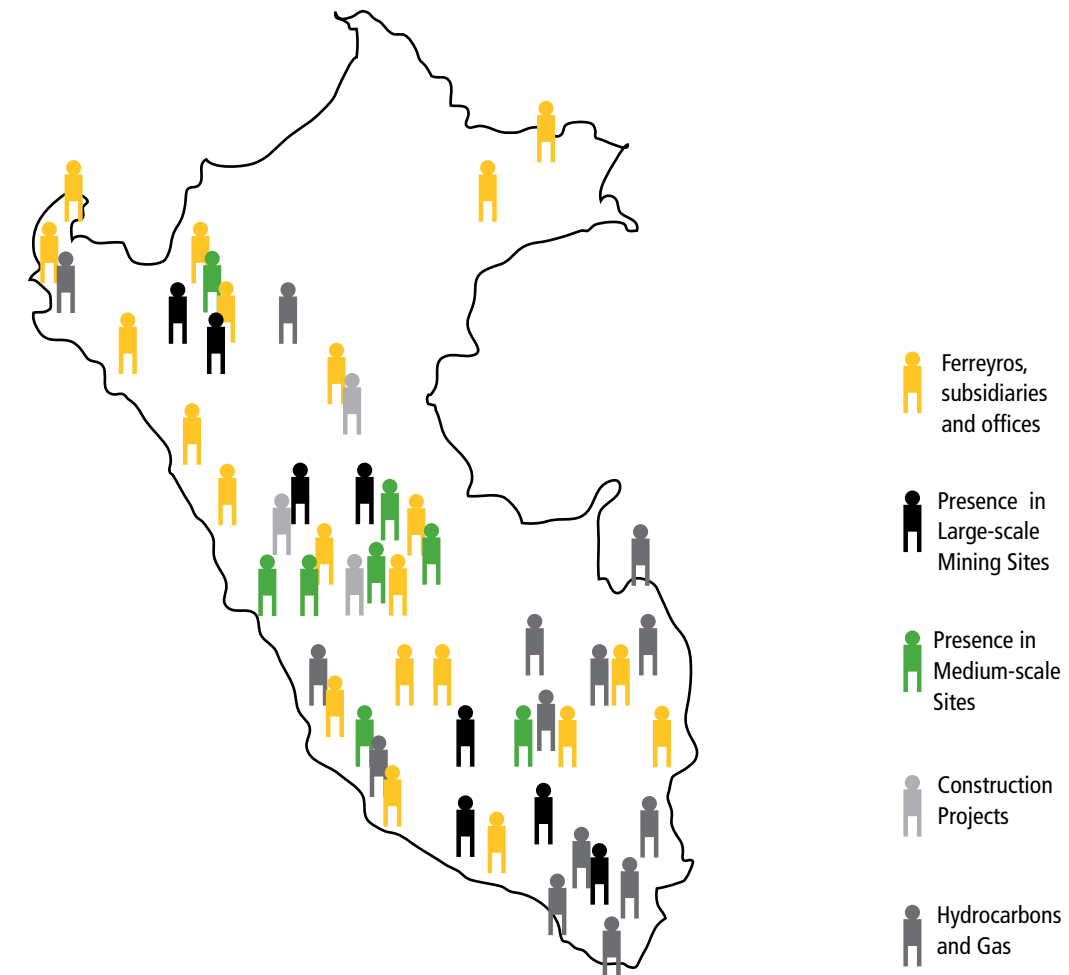 Ferreyros,
subsidiaries
and offices
Presence in
Large-scale
Mining Sites
Presence in
Medium-scale
Sites
Construction
Projects
Hydrocarbons
and Gas